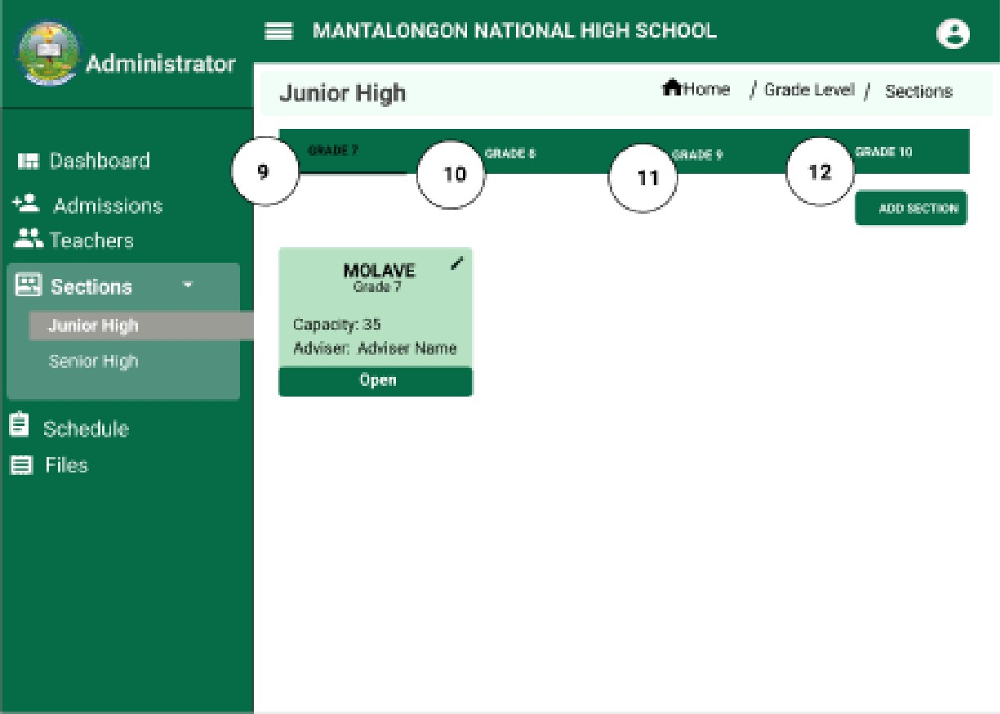 Administrator
MANTALONGON NATIONAL HIGH SCHOOL
Junior High
Home / Grade Level / Sections
Dashboard
Admissions
Teachers
Sections
Junior High
Senior High
Schedule
Files
9 GRADE 7
10 GRADE 8
11 GRADE 9
12 GRADE 10
ADD SECTION
MOLAVE
Grade 7
Capacity: 35
Adviser: Adviser Name
Open